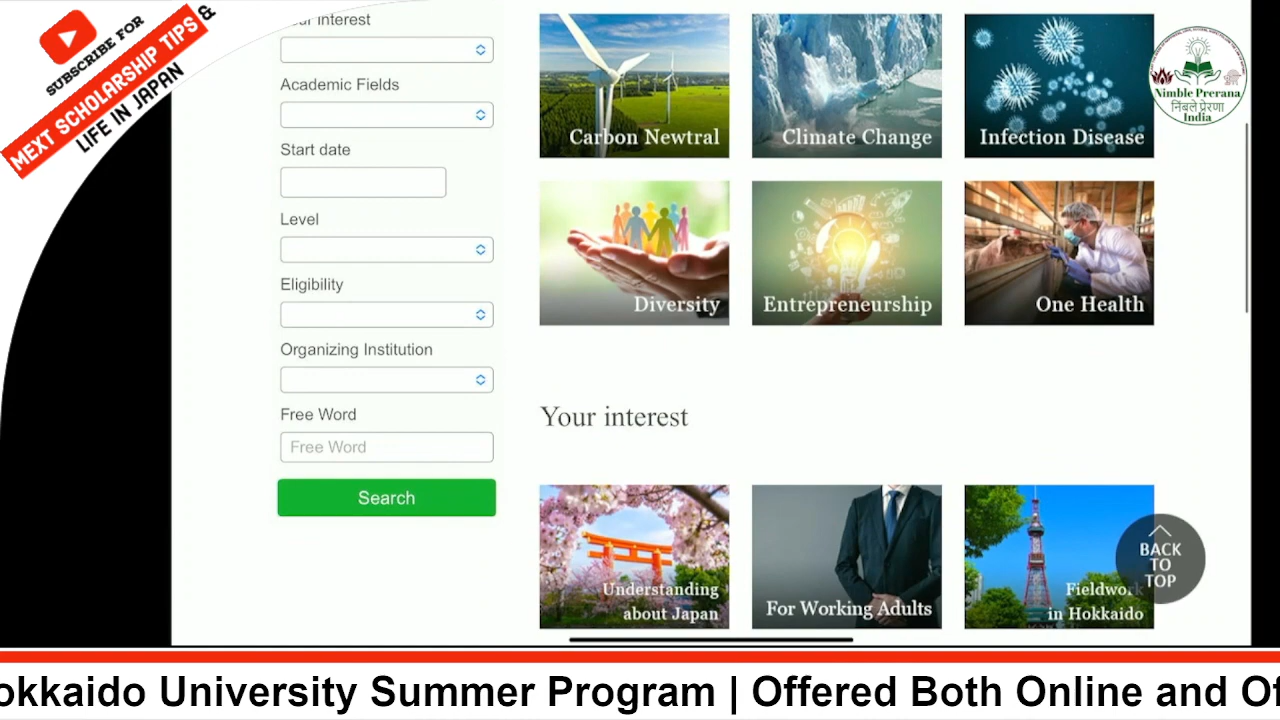 SUBSCRIBE FOR
MEXT SCHOLARSHIP TIPS &
LIFE IN JAPAN
Your interest
Academic Fields
Start date
Level
Eligibility
Organizing Institution
Free Word
Free Word
Search
Carbon Newtral
Climate Change
Infection Disease
Diversity
Entrepreneurship
One Health
Your interest
Understanding
about Japan
For Working Adults
Fieldwork
in Hokkaido
BACK
TO
TOP
Nimble Prerana
निंबले प्रेरणा
India
okkaido University Summer Program | Offered Both Online and Of